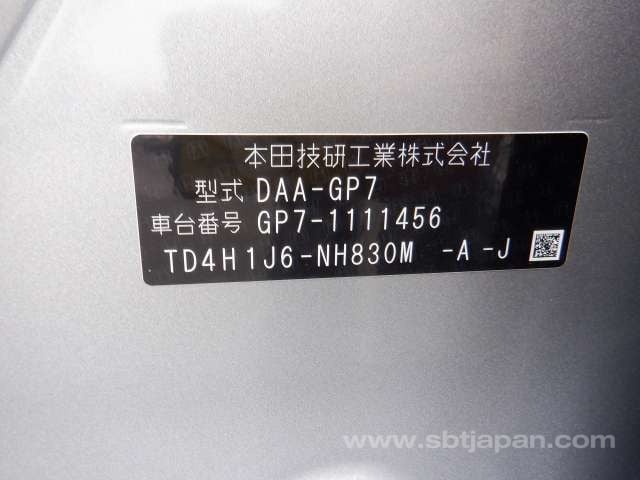 本田技研工業株式会社
型式 DAA-GP7
車台番号 GP7-1111456
TD4H1J6-NH830M -A -J
www.sbtjapan.com